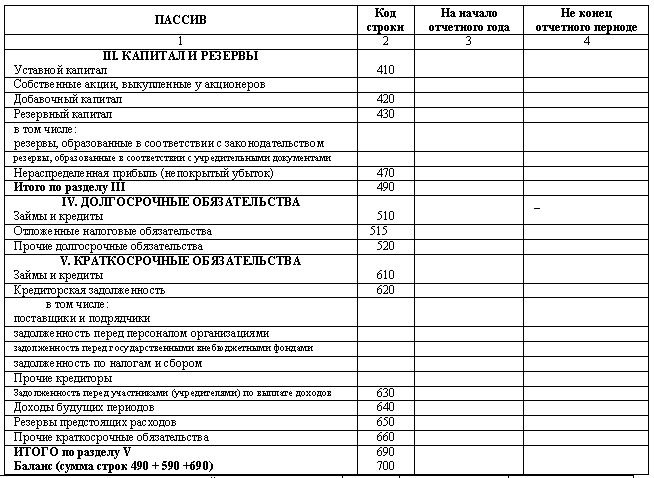 ПАССИВ Код строки На начало отчетного года Не конец отчетного периоде
1 2 3 4
III. КАПИТАЛ И РЕЗЕРВЫ
Уставной капитал 410
Собственные акции, выкупленные у акционеров
Добавочный капитал 420
Резервный капитал 430
в том числе:
резервы, образованные в соответствии с законодательством
резервы, образованные в соответствии с учредительными документами
Нераспределенная прибыль (непокрытый убыток) 470
Итого по разделу III 490
IV. ДОЛГОСРОЧНЫЕ ОБЯЗАТЕЛЬСТВА
Займы и кредиты 510 –
Отложенные налоговые обязательства 515
Прочие долгосрочные обязательства 520
V. КРАТКОСРОЧНЫЕ ОБЯЗАТЕЛЬСТВА
Займы и кредиты 610
Кредиторская задолженность 620
в том числе:
поставщики и подрядчики
задолженность перед персоналом организациями
задолженность перед государственными внебюджетными фондами
задолженность по налогам и сбором
Прочие кредиторы
Задолженность перед участниками (учредителями) по выплате доходов 630
Доходы будущих периодов 640
Резервы предстоящих расходов 650
Прочие краткосрочные обязательства 660
ИТОГО по разделу V 690
Баланс (сумма строк 490 + 590 +690) 700